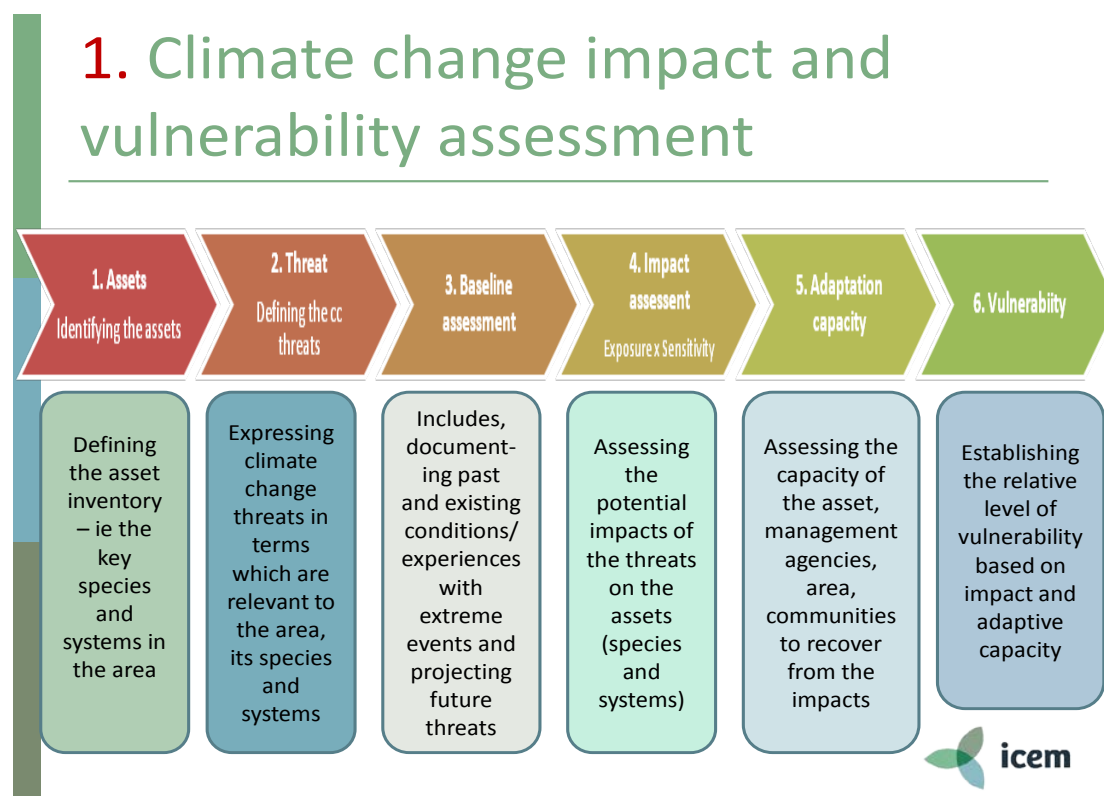 1. Climate change impact and
vulnerability assessment
1. Assets
Identifying the assets
2. Threat
Defining the cc
threats
3. Baseline
assessment
4. Impact
assessent
Exposure x Sensitivity
5. Adaptation
capacity
6. Vulnerabiity
Defining
the asset
inventory
– ie the
key
species
and
systems in
the area
Expressing
climate
change
threats in
terms
which are
relevant to
the area,
its species
and
systems
Includes,
document-
ing past
and existing
conditions/
experiences
with
extreme
events and
projecting
future
threats
Assessing
the
potential
impacts of
the threats
on the
assets
(species
and
systems)
Assessing the
capacity of
the asset,
management
agencies,
area,
communities
to recover
from the
impacts
Establishing
the relative
level of
vulnerability
based on
impact and
adaptive
capacity
icem